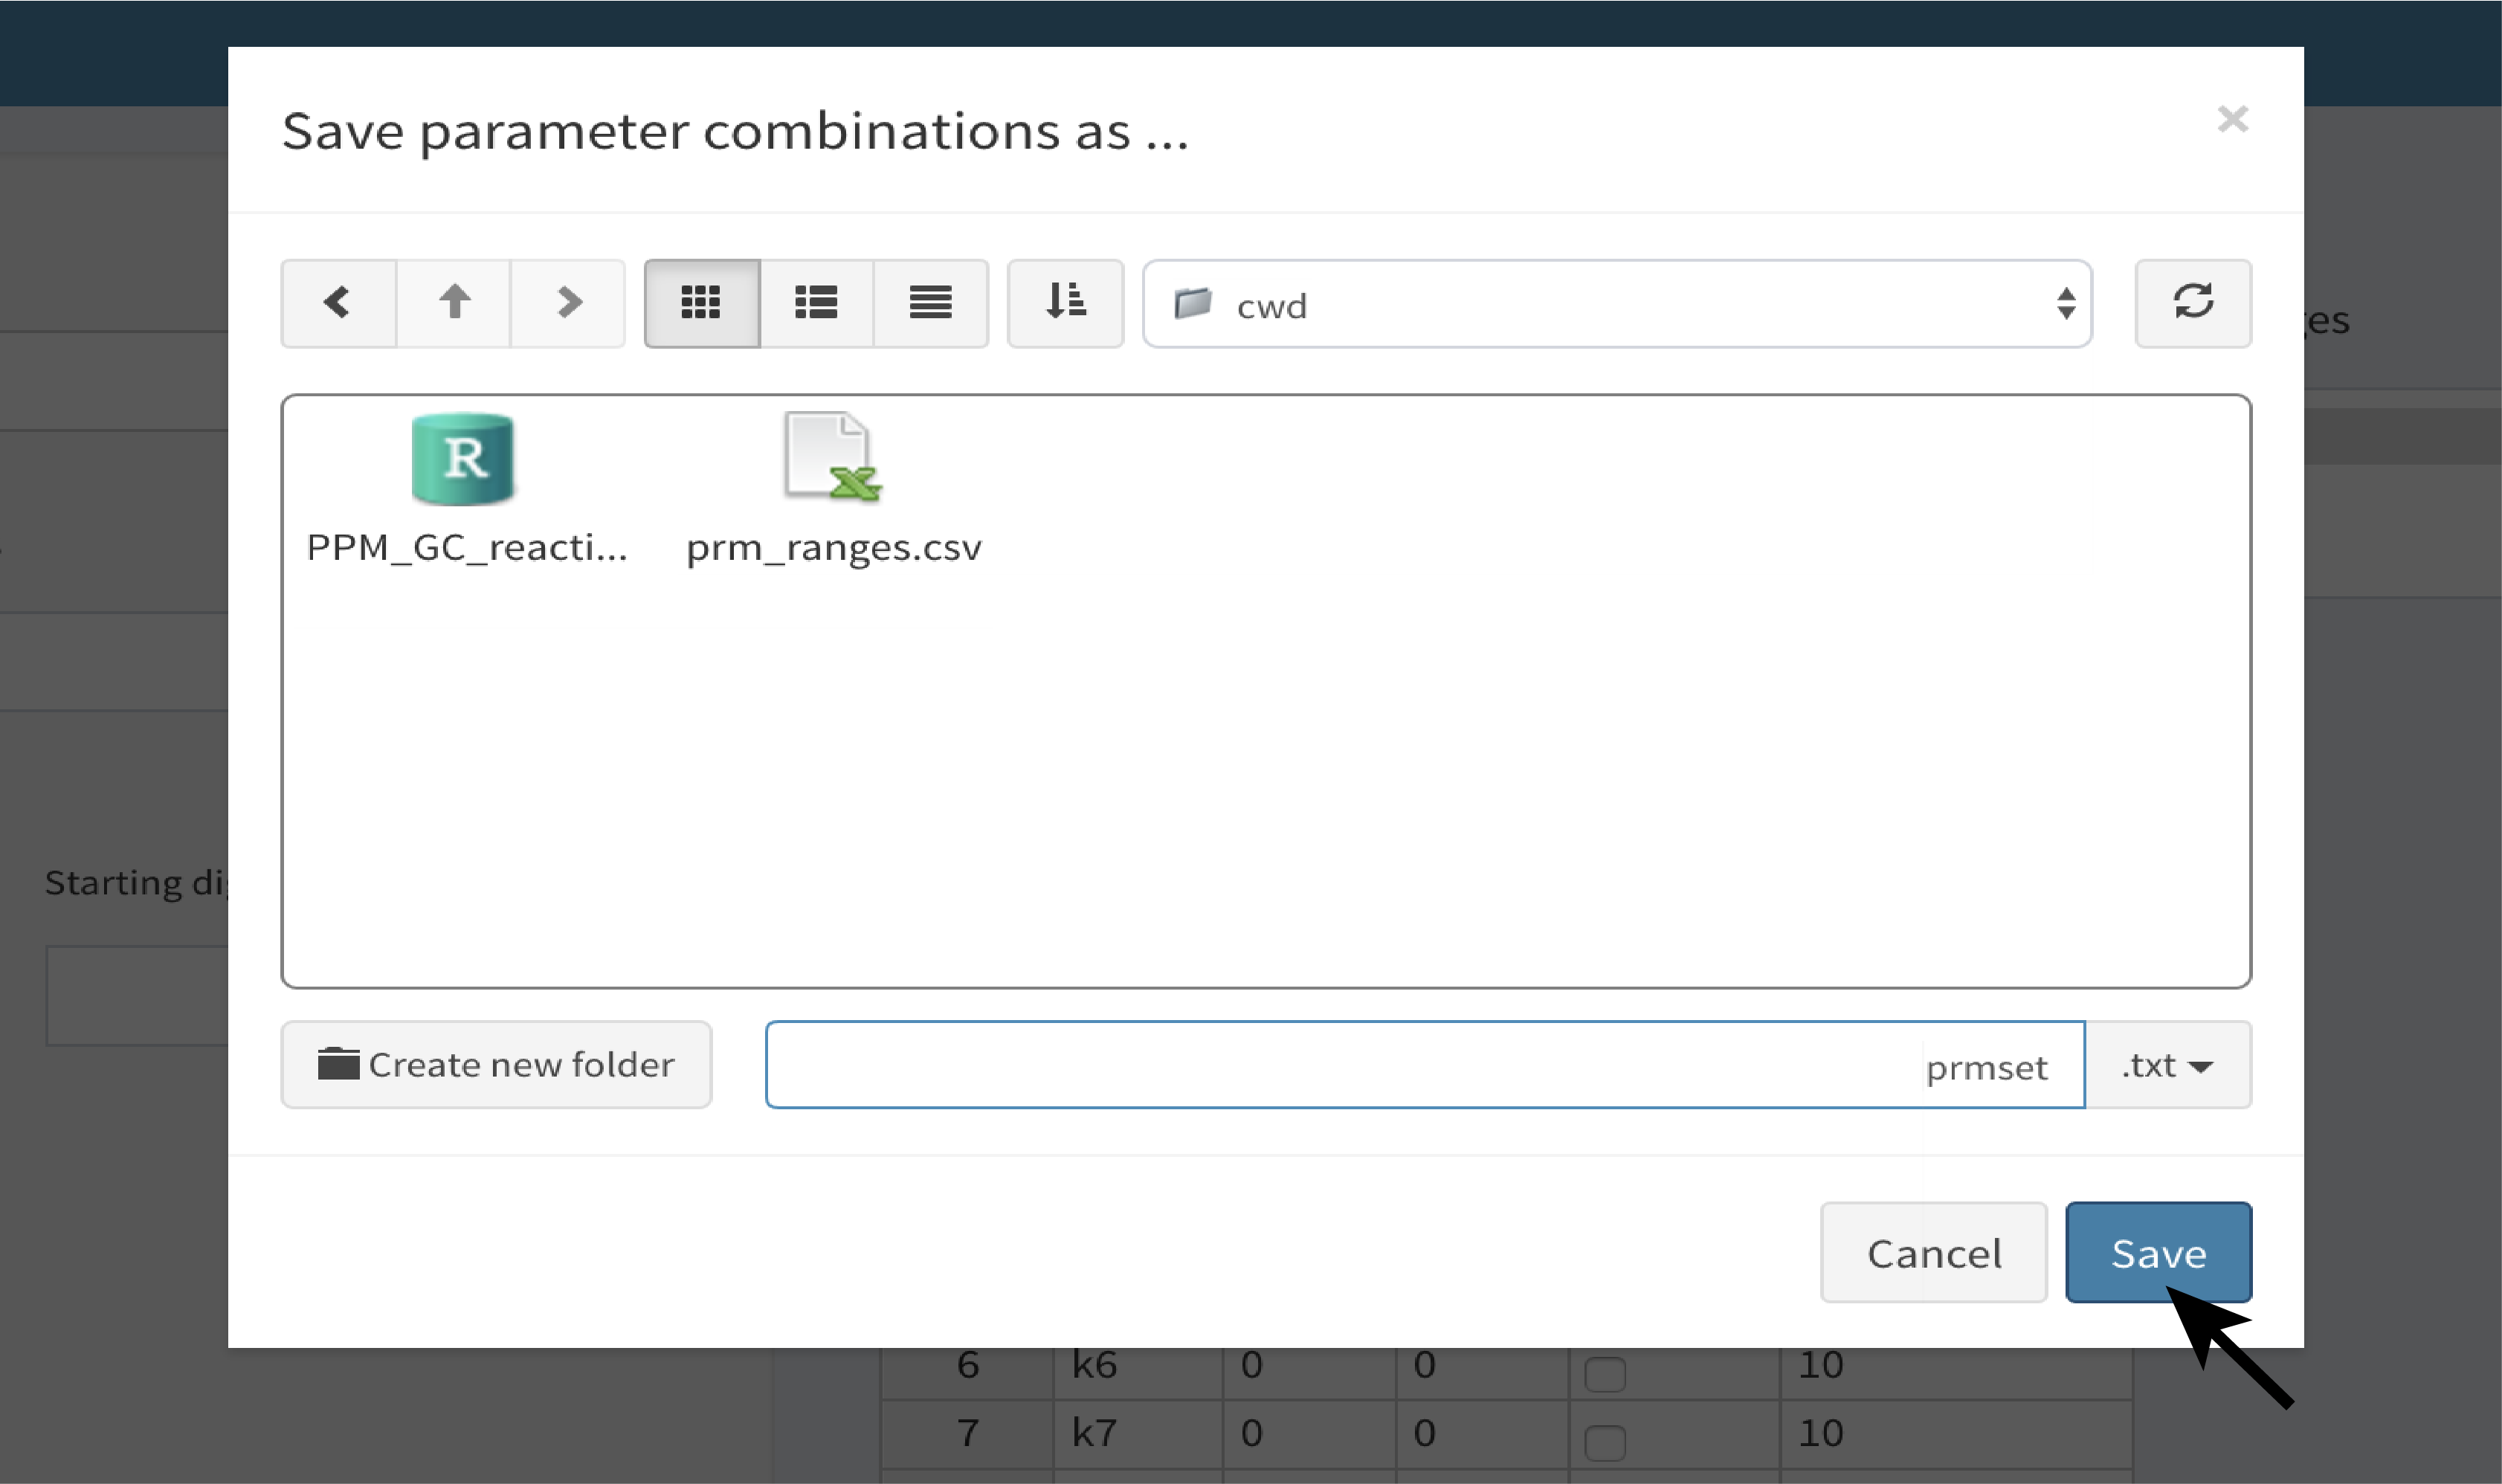 Save parameter combinations as ...
×
cwd
R
PPM_GC_reacti...
prm_ranges.csv
Starting di
Create new folder
prmset
.txt
Cancel
Save
6 k6 0 0 10
7 k7 0 0 10